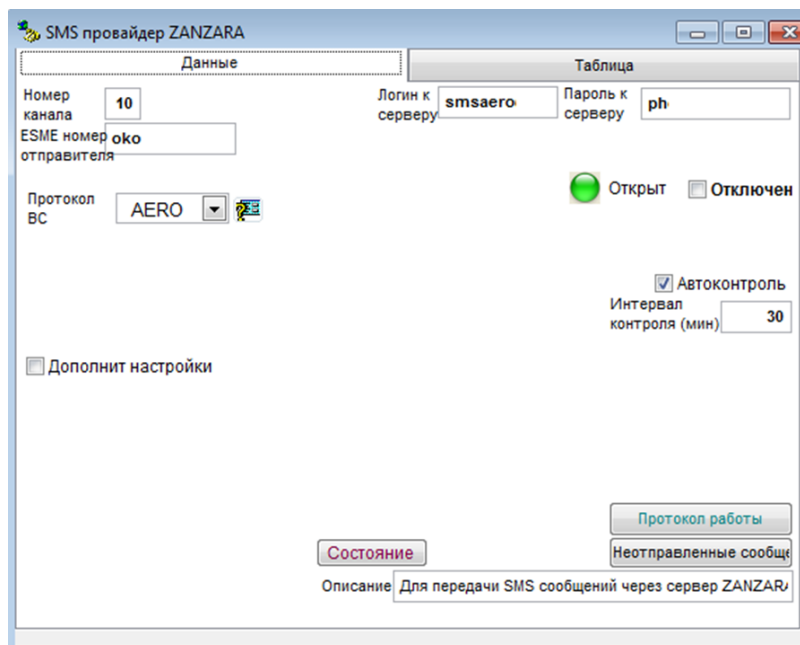 SMS провайдер ZANZARA
Данные
Таблица
Номер
канала
10
Логин к
серверу
smsaero
Пароль к
серверу
ph
ESME номер
отправителя
oko
Открыт
Отключен
Протокол
ВС
AERO
Автоконтроль
Интервал
контроля (мин)
30
Дополнит настройки
Протокол работы
Состояние
Неотправленные сообще
Описание
Для передачи SMS сообщений через сервер ZANZAR